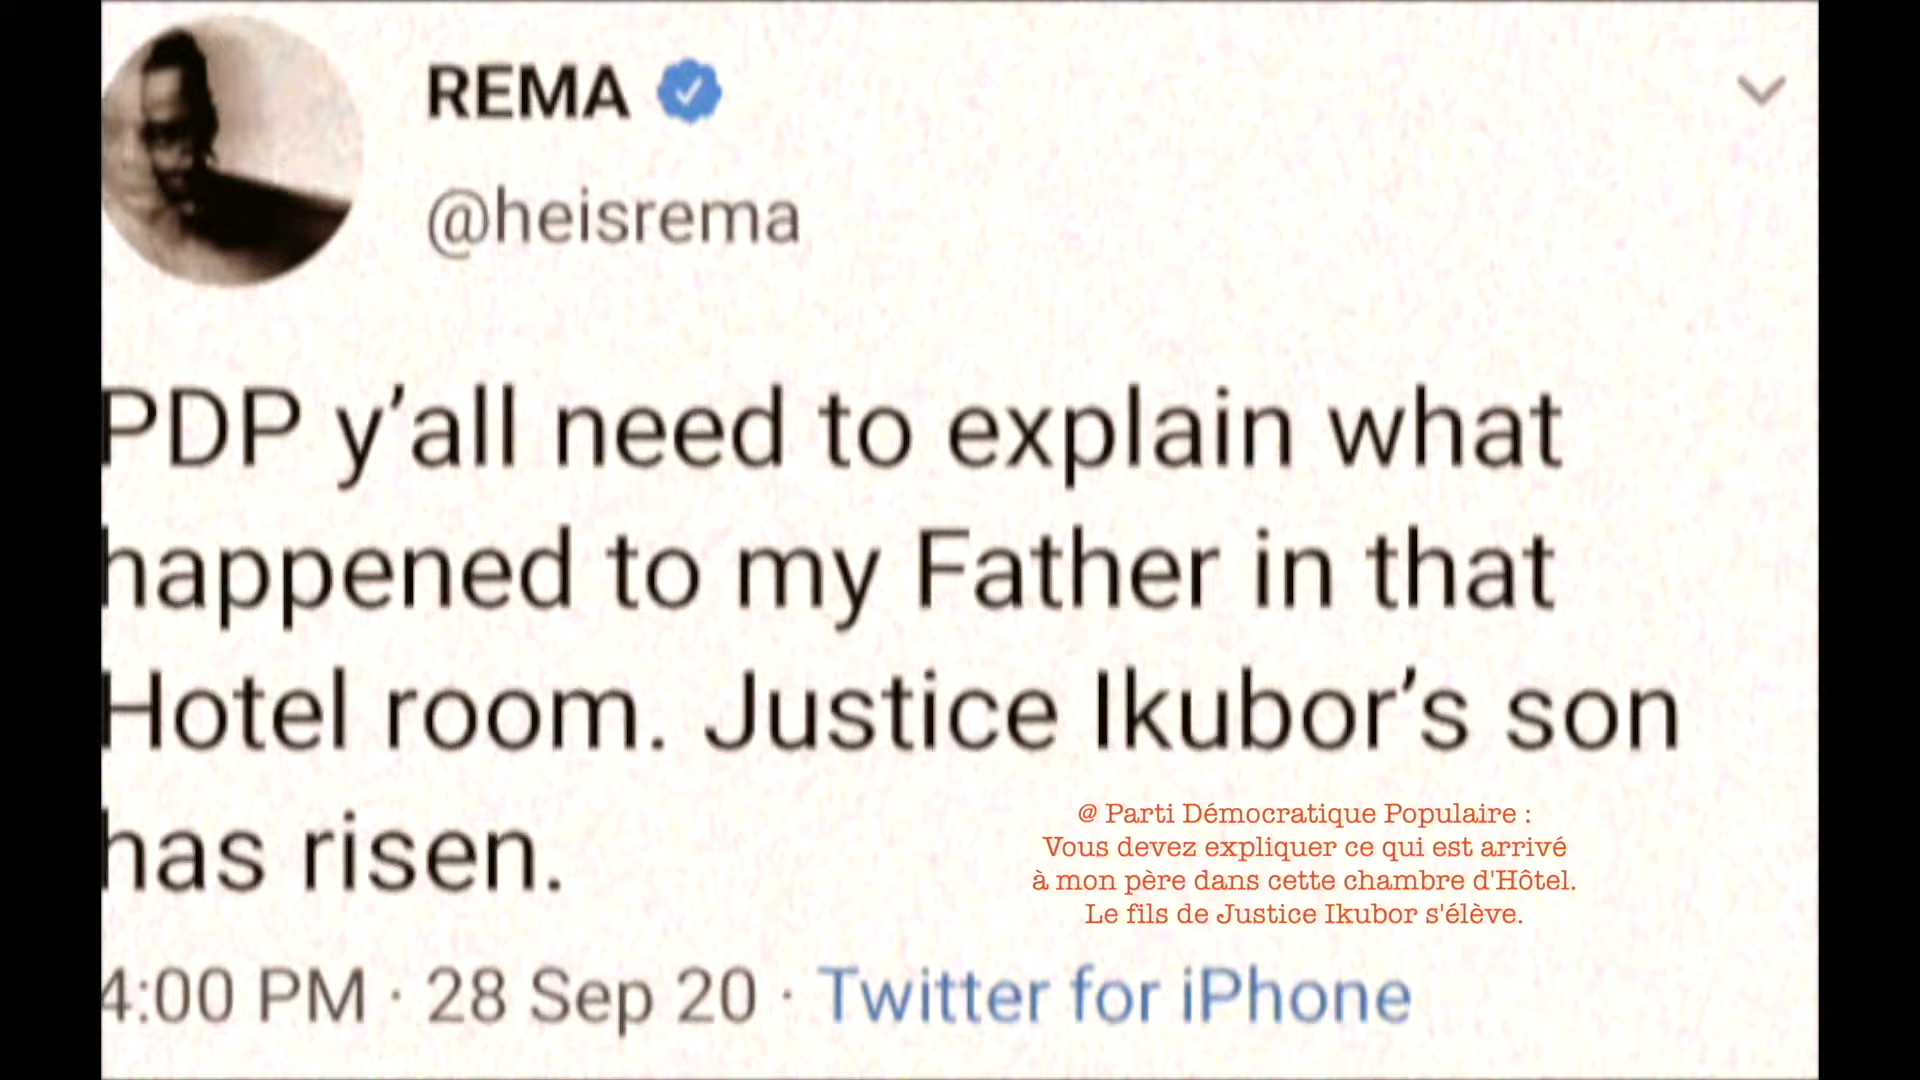 REMA
@heisrema
PDP y’all need to explain what
happened to my Father in that
Hotel room. Justice Ikubor’s son
has risen.
@ Parti Démocratique Populaire :
Vous devez expliquer ce qui est arrivé
à mon père dans cette chambre d'Hôtel.
Le fils de Justice Ikubor s'élève.
4:00 PM · 28 Sep 20 · Twitter for iPhone